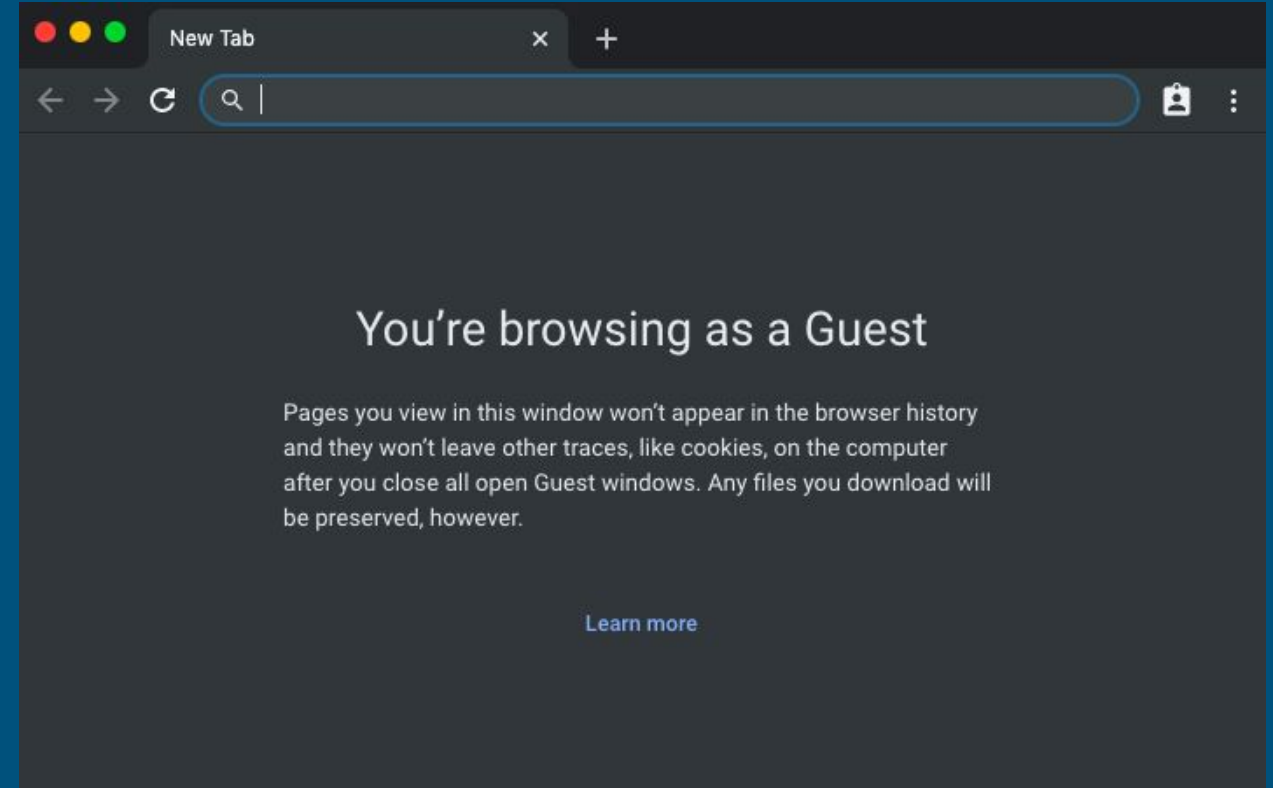 New Tab
You’re browsing as a Guest
Pages you view in this window won’t appear in the browser history
and they won’t leave other traces, like cookies, on the computer
after you close all open Guest windows. Any files you download will
be preserved, however.
Learn more